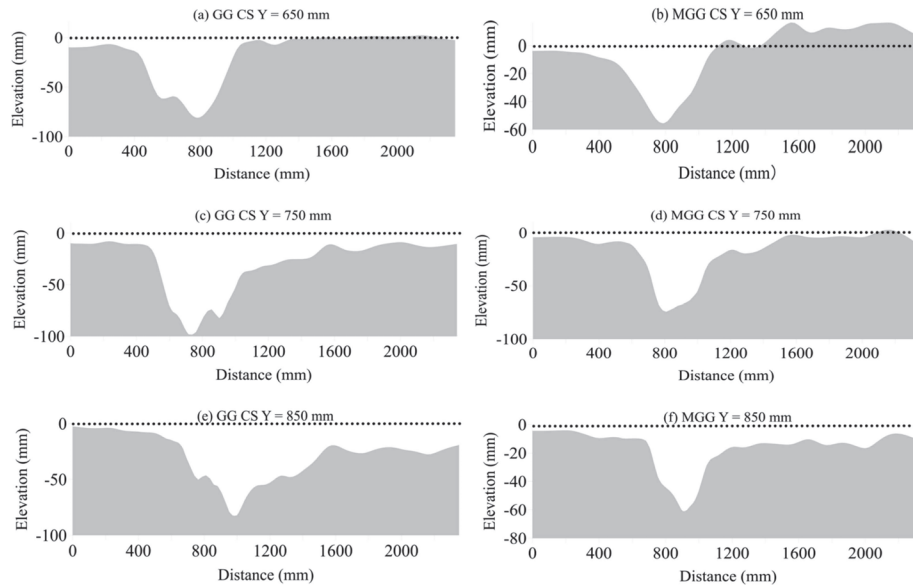 (a) GG CS Y = 650 mm
Elevation (mm)
0
-50
-100
0 400 800 1200 1600 2000
Distance (mm)
(b) MGG CS Y = 650 mm
Elevation (mm)
0
-20
-40
-60
0 400 800 1200 1600 2000
Distance (mm)
(c) GG CS Y = 750 mm
Elevation (mm)
0
-50
-100
0 400 800 1200 1600 2000
Distance (mm)
(d) MGG CS Y = 750 mm
Elevation (mm)
0
-50
-100
0 400 800 1200 1600 2000
Distance (mm)
(e) GG CS Y = 850 mm
Elevation (mm)
0
-50
-100
0 400 800 1200 1600 2000
Distance (mm)
(f) MGG Y = 850 mm
Elevation (mm)
0
-20
-40
-60
-80
0 400 800 1200 1600 2000
Distance (mm)